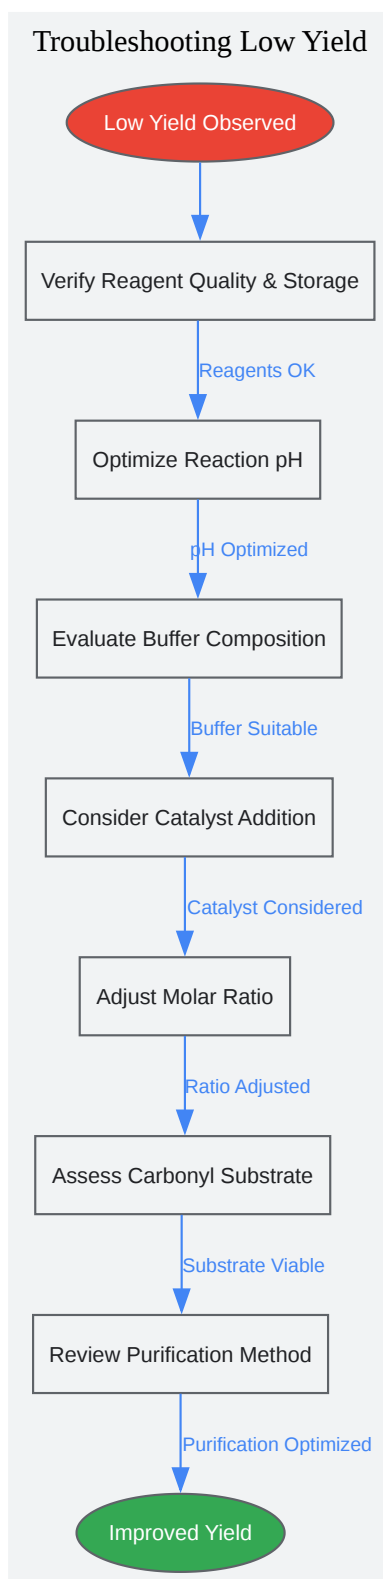 Troubleshooting Low Yield
Low Yield Observed
Verify Reagent Quality & Storage
Reagents OK
Optimize Reaction pH
pH Optimized
Evaluate Buffer Composition
Buffer Suitable
Consider Catalyst Addition
Catalyst Considered
Adjust Molar Ratio
Ratio Adjusted
Assess Carbonyl Substrate
Substrate Viable
Review Purification Method
Purification Optimized
Improved Yield